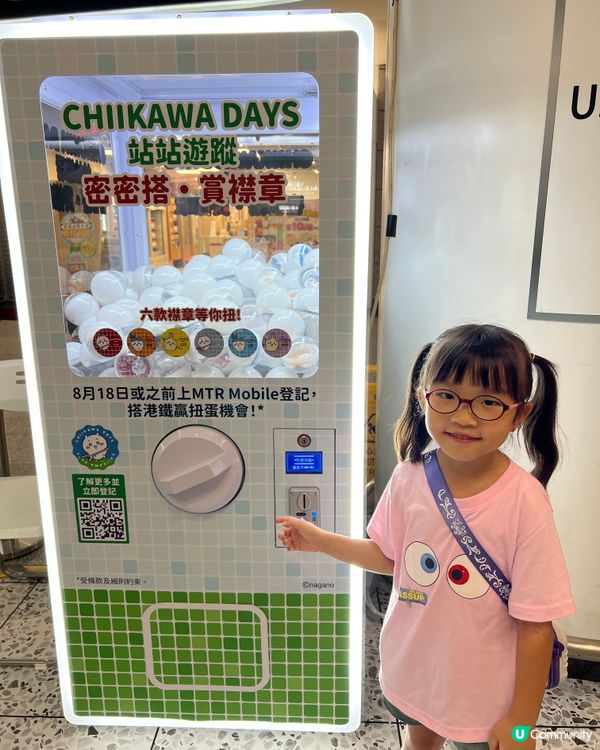 CHIIKAWA DAYS
站站遊蹤
密密搭・賞襟章
六款襟章等你扭!
8月18日或之前上MTR Mobile登記,
搭港鐵贏扭蛋機會!*
CHIIKAWA DAYS
了解更多並
立即登記
*受條款及細則約束。
©nagano
U
U Community